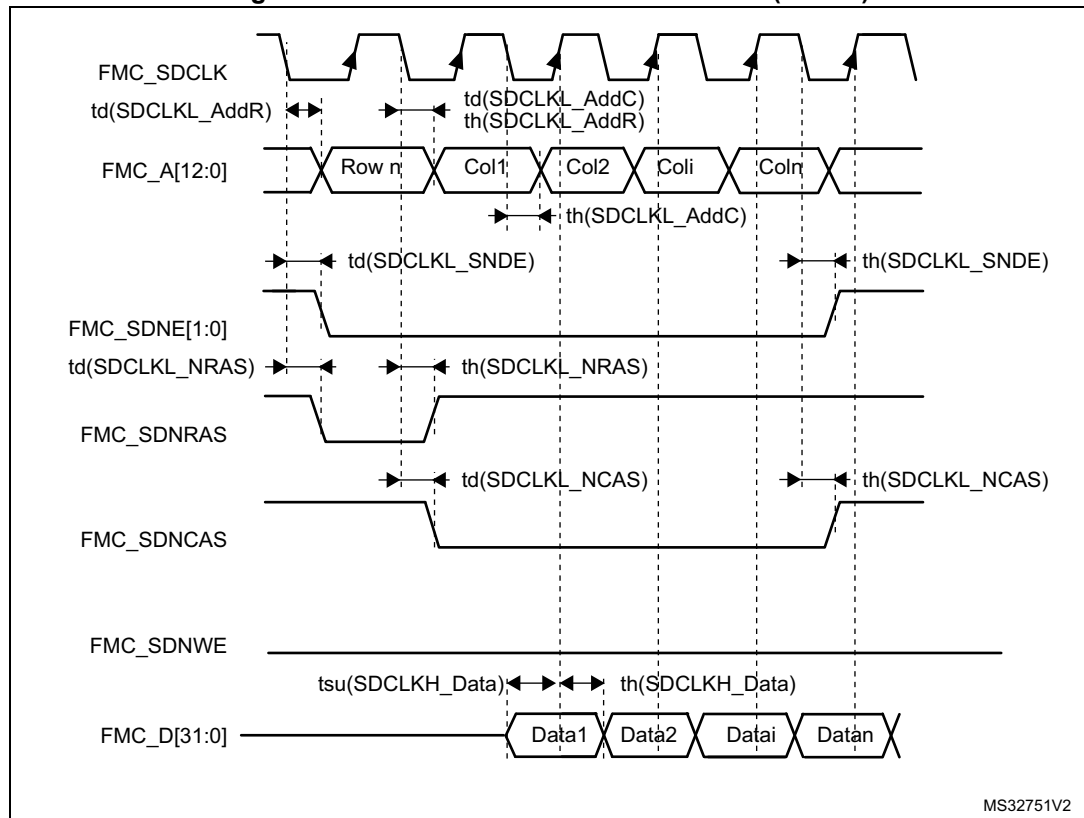 FMC_SDCLK
td(SDCLKL_AddR)
td(SDCLKL_AddC)
th(SDCLKL_AddR)
FMC_A[12:0]
Row n
Col1
Col2
Coli
Coln
th(SDCLKL_AddC)
td(SDCLKL_SNDE)
th(SDCLKL_SNDE)
FMC_SDNE[1:0]
td(SDCLKL_NRAS)
th(SDCLKL_NRAS)
FMC_SDNRAS
td(SDCLKL_NCAS)
th(SDCLKL_NCAS)
FMC_SDNCAS
FMC_SDNWE
tsu(SDCLKH_Data)
th(SDCLKH_Data)
FMC_D[31:0]
Data1
Data2
Datai
Datan
MS32751V2